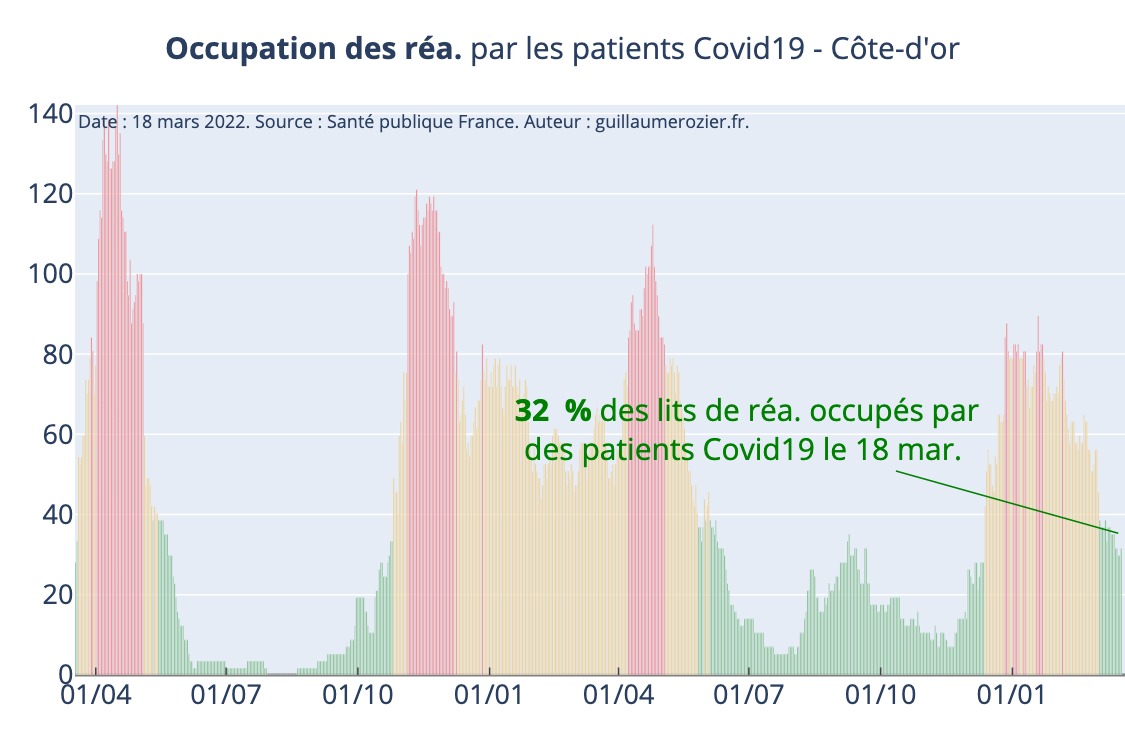 Occupation des réa. par les patients Covid19 - Côte-d'or
140
Date : 18 mars 2022. Source : Santé publique France. Auteur : guillaumerozier.fr.
120
100
80
32  % des lits de réa. occupés par
60
des patients Covid19 le 18 mar.
40
20
0
01/04 01/07 01/10 01/01 01/04 01/07 01/10 01/01